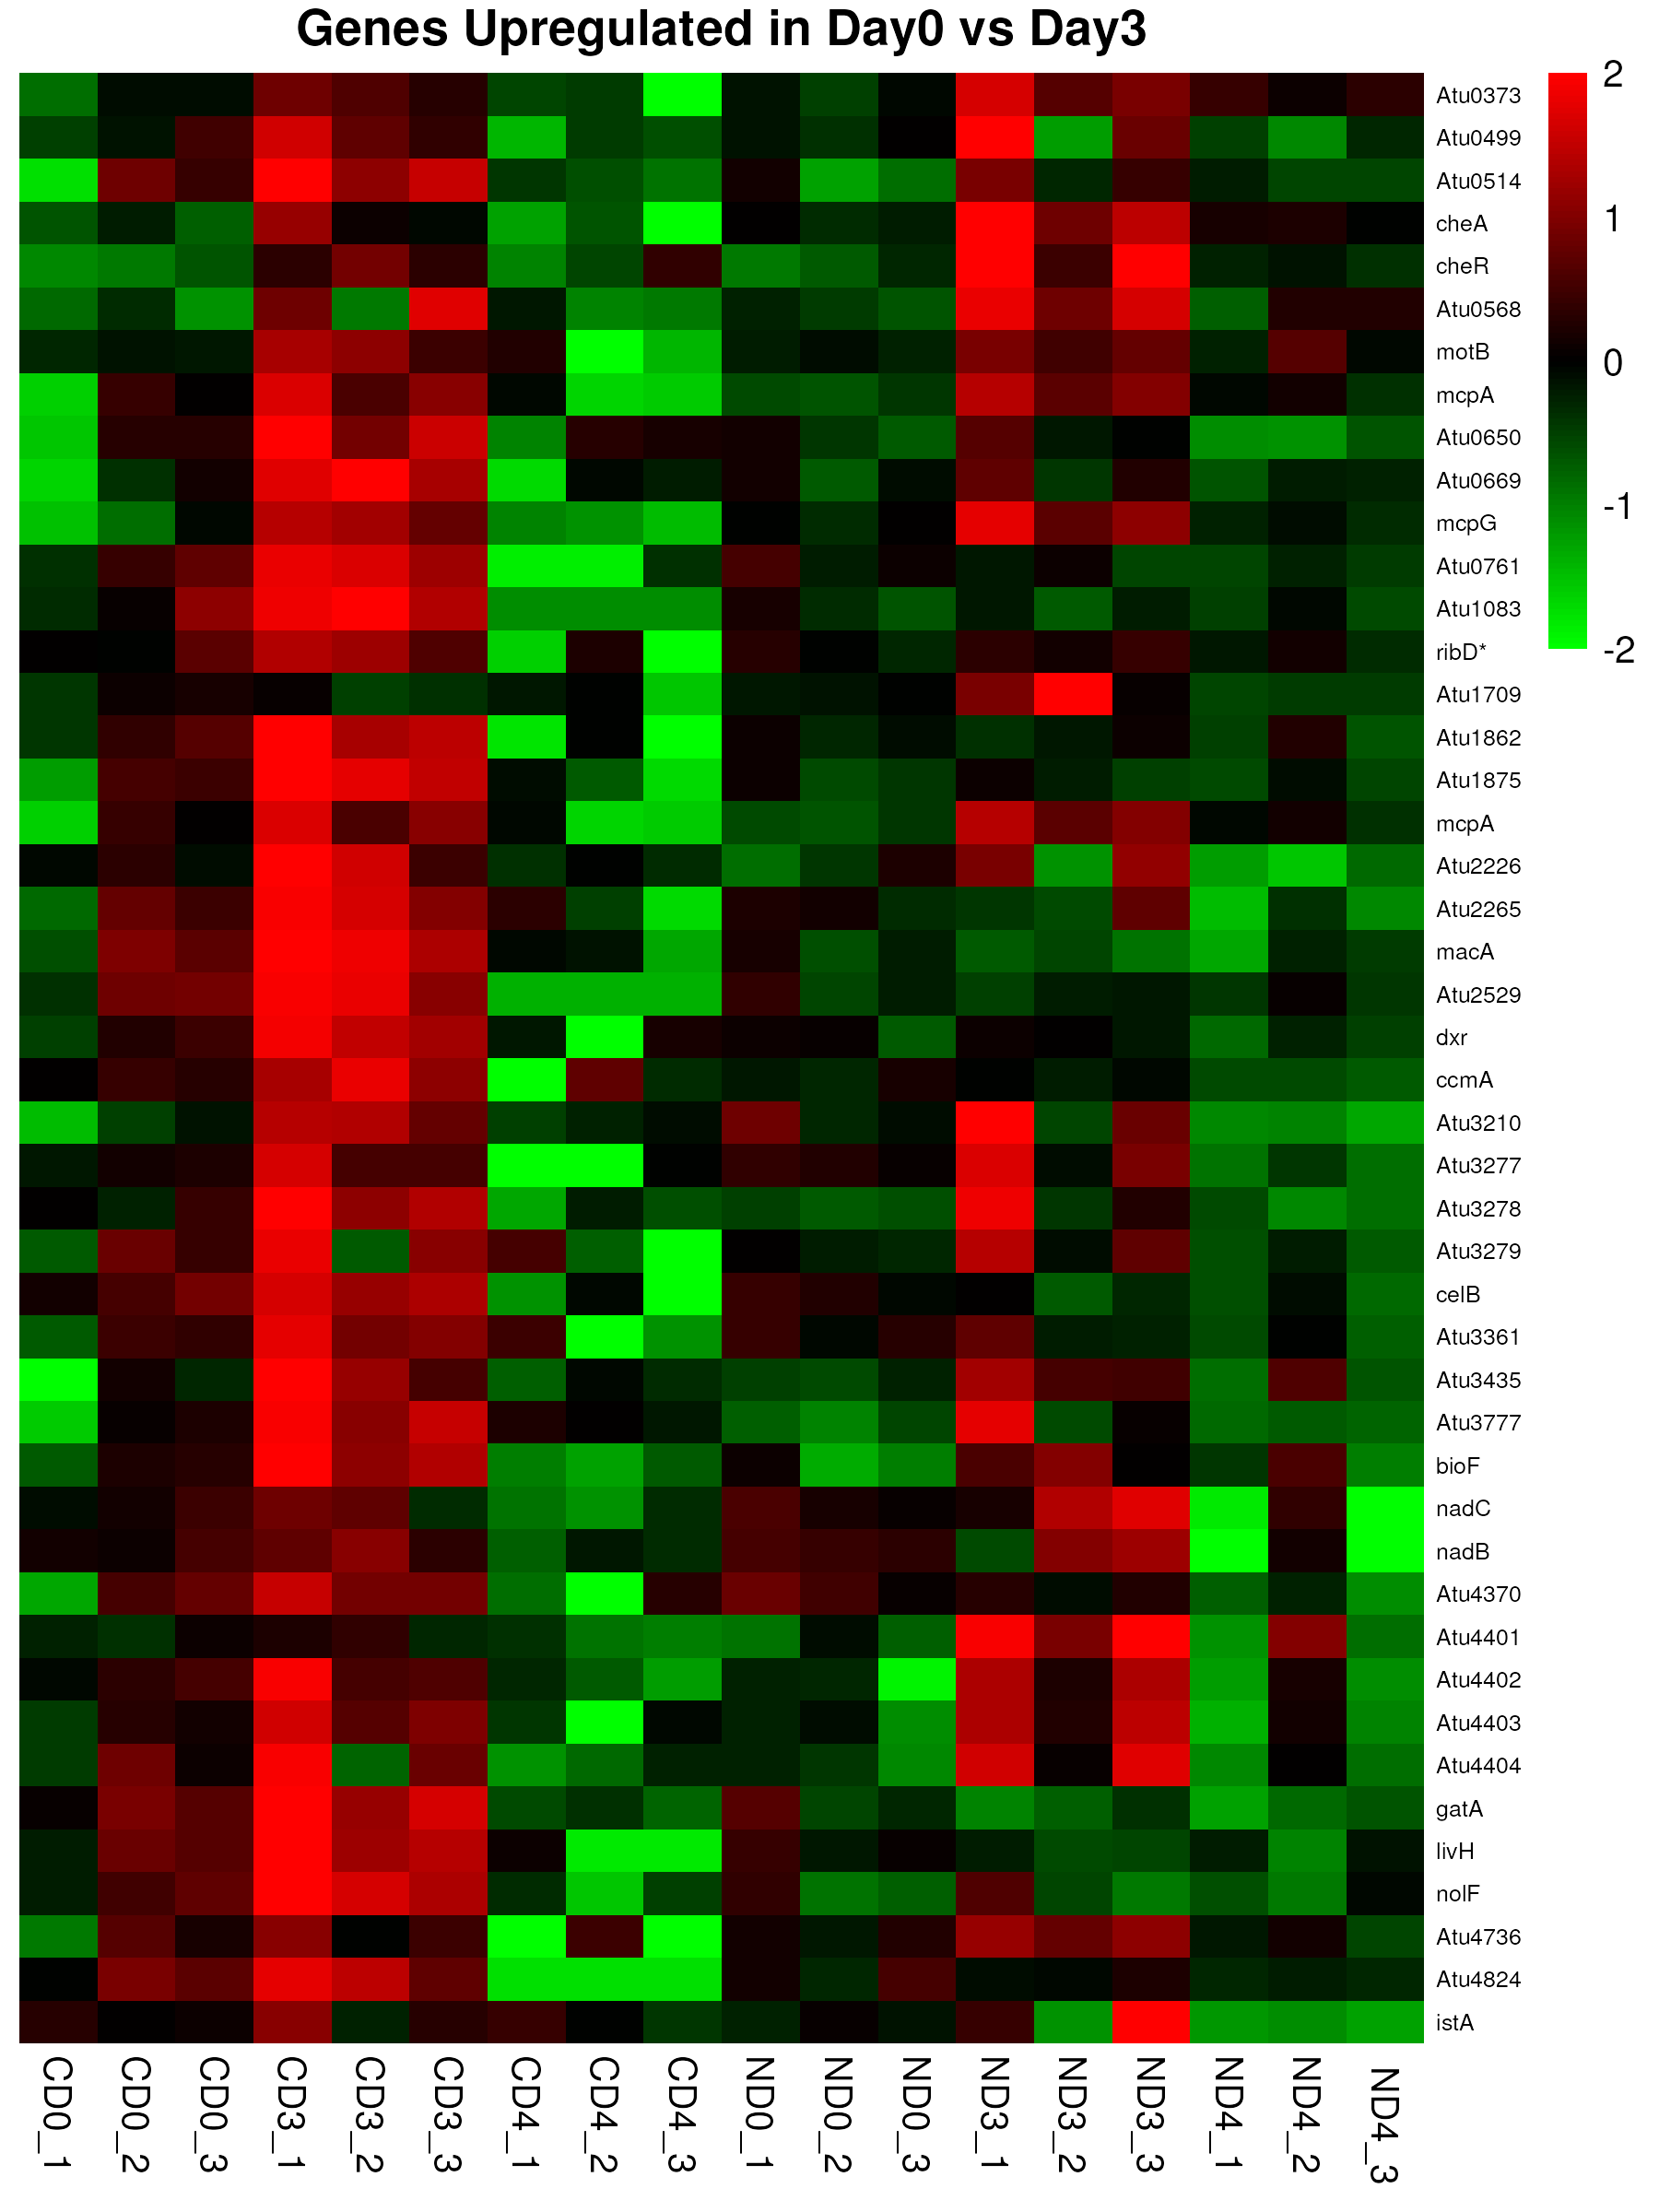 Genes Upregulated in Day0 vs Day3
Atu0373
Atu0499
Atu0514
cheA
cheR
Atu0568
motB
mcpA
Atu0650
Atu0669
mcpG
Atu0761
Atu1083
ribD*
Atu1709
Atu1862
Atu1875
mcpA
Atu2226
Atu2265
macA
Atu2529
dxr
ccmA
Atu3210
Atu3277
Atu3278
Atu3279
celB
Atu3361
Atu3435
Atu3777
bioF
nadC
nadB
Atu4370
Atu4401
Atu4402
Atu4403
Atu4404
gatA
livH
nolF
Atu4736
Atu4824
istA
2
1
0
-1
-2
CD0_1
CD0_2
CD0_3
CD3_1
CD3_2
CD3_3
CD4_1
CD4_2
CD4_3
ND0_1
ND0_2
ND0_3
ND3_1
ND3_2
ND3_3
ND4_1
ND4_2
ND4_3